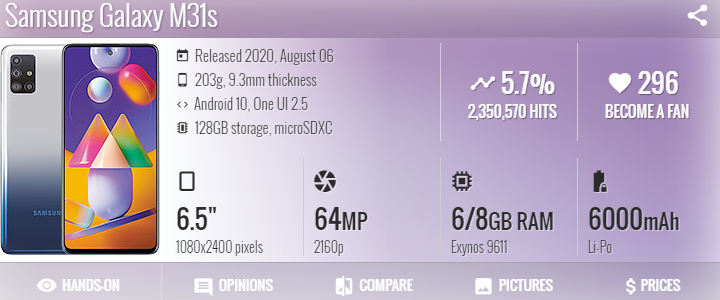 Samsung Galaxy M31s
Released 2020, August 06
203g, 9.3mm thickness
Android 10, One UI 2.5
128GB storage, microSDXC
5.7%
2,350,570 HITS
296
BECOME A FAN
SAMSUNG
6.5"
1080x2400 pixels
64MP
2160p
6/8GB RAM
Exynos 9611
6000mAh
Li-Po
HANDS-ON
OPINIONS
COMPARE
PICTURES
$ PRICES